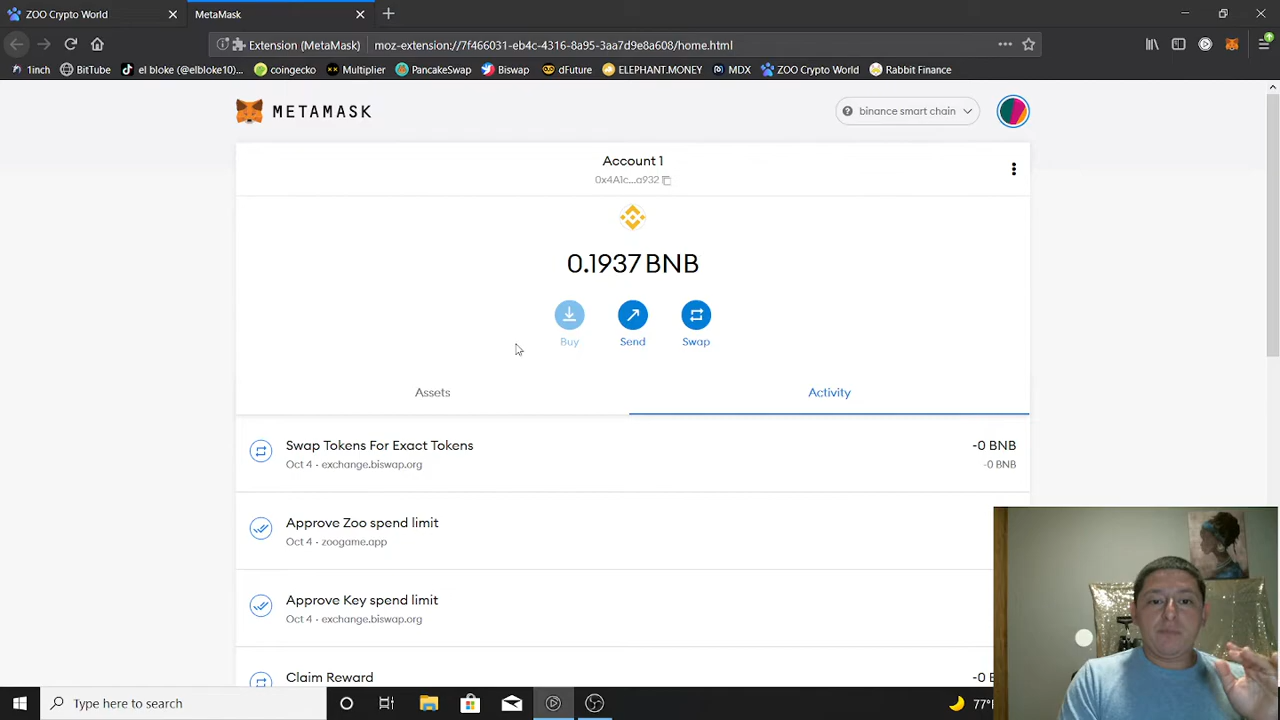 ZOO Crypto World
MetaMask
Extension (MetaMask)
moz-extension://7f466031-eb4c-4316-8a95-3aa7d9e8a608/home.html
1inch
BitTube
el bloke (@elbloke10)...
coingecko
Multiplier
PancakeSwap
Biswap
dFuture
ELEPHANT.MONEY
MDX
ZOO Crypto World
Rabbit Finance
METAMASK
binance smart chain
Account 1
0x4A1c...a932
0.1937 BNB
Buy
Send
Swap
Assets
Activity
Swap Tokens For Exact Tokens
-0 BNB
Oct 4 · exchange.biswap.org
-0 BNB
Approve Zoo spend limit
Oct 4 · zoogame.app
Approve Key spend limit
Oct 4 · exchange.biswap.org
Claim Reward
-0 B
Type here to search
77°